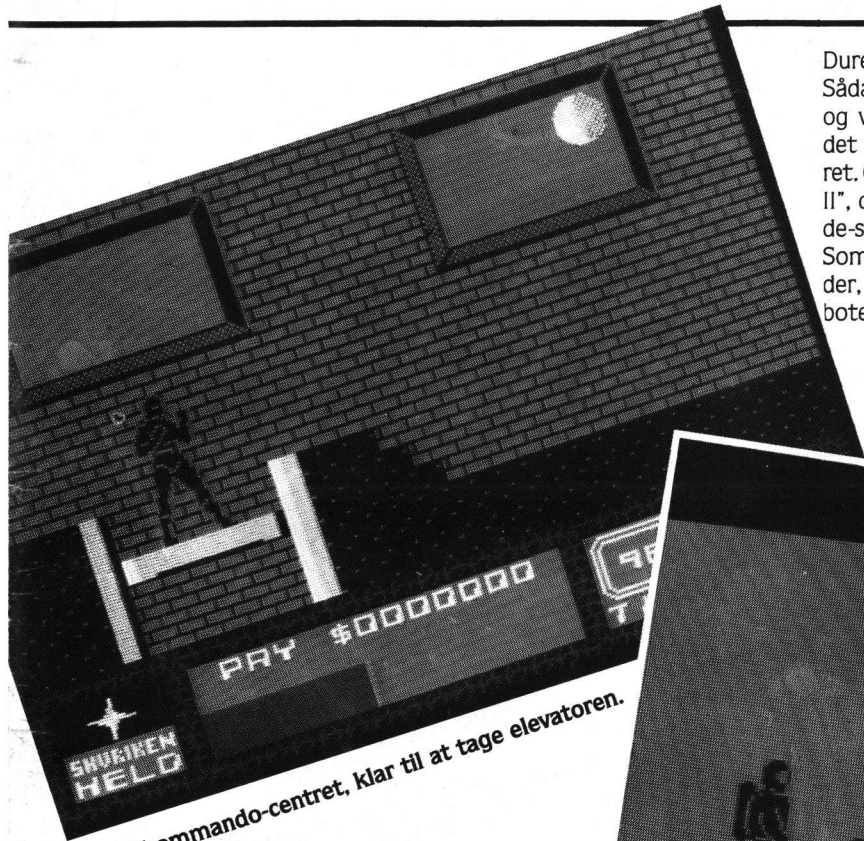 Dure
Såda
og v
det
ret.
II", d
de-s
Som
der,
bote
PAY $0000000
SHURIKEN
HELD
ommando-centret, klar til at tage elevatoren.